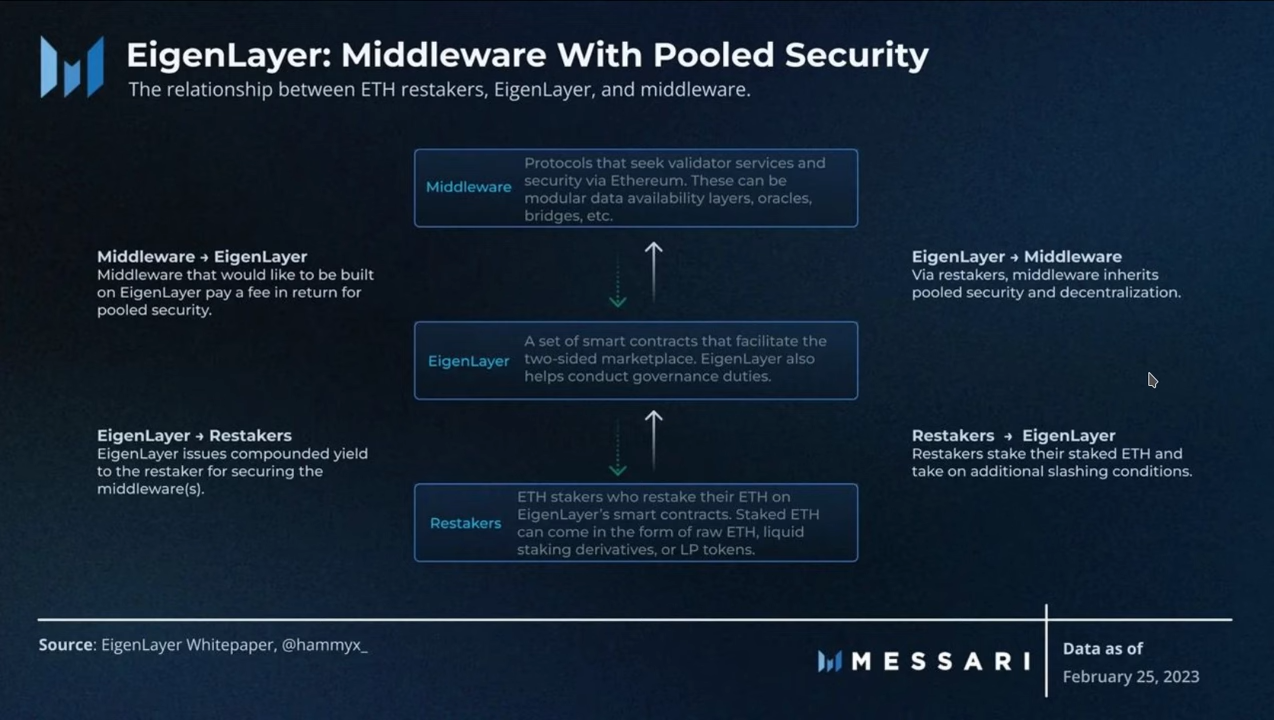 EigenLayer: Middleware With Pooled Security
The relationship between ETH restakers, EigenLayer, and middleware.
Middleware
Protocols that seek validator services and
security via Ethereum. These can be
modular data availability layers, oracles,
bridges, etc.
Middleware → EigenLayer
Middleware that would like to be built
on EigenLayer pay a fee in return for
pooled security.
EigenLayer → Middleware
Via restakers, middleware inherits
pooled security and decentralization.
EigenLayer
A set of smart contracts that facilitate the
two-sided marketplace. EigenLayer also
helps conduct governance duties.
EigenLayer → Restakers
EigenLayer issues compounded yield
to the restaker for securing the
middleware(s).
Restakers → EigenLayer
Restakers stake their staked ETH and
take on additional slashing conditions.
Restakers
ETH stakers who restake their ETH on
EigenLayer's smart contracts. Staked ETH
can come in the form of raw ETH, liquid
staking derivatives, or LP tokens.
Source: EigenLayer Whitepaper, @hammyx_
MESSARI
Data as of
February 25, 2023